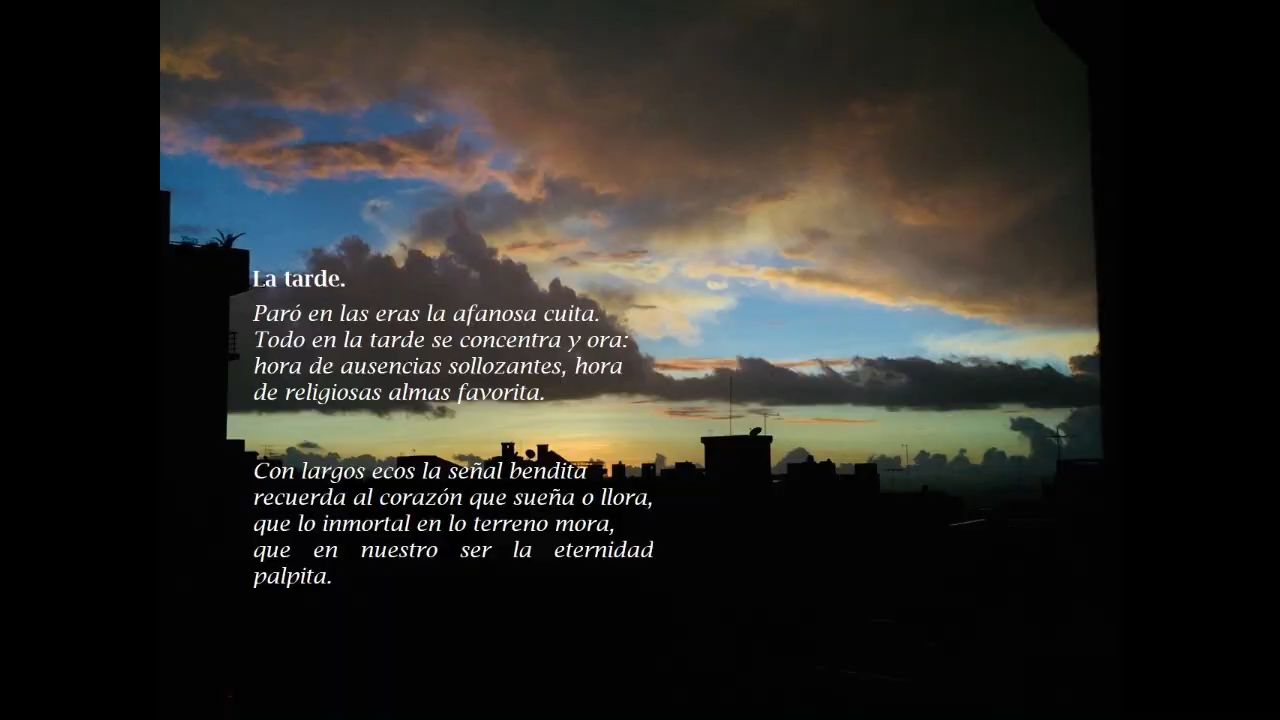 La tarde.
Paró en las eras la afanosa cuita.
Todo en la tarde se concentra y ora:
hora de ausencias sollozantes, hora
de religiosas almas favorita.
Con largos ecos la señal bendita
recuerda al corazón que sueña o llora,
que lo inmortal en lo terreno mora,
que en nuestro ser la eternidad
palpita.